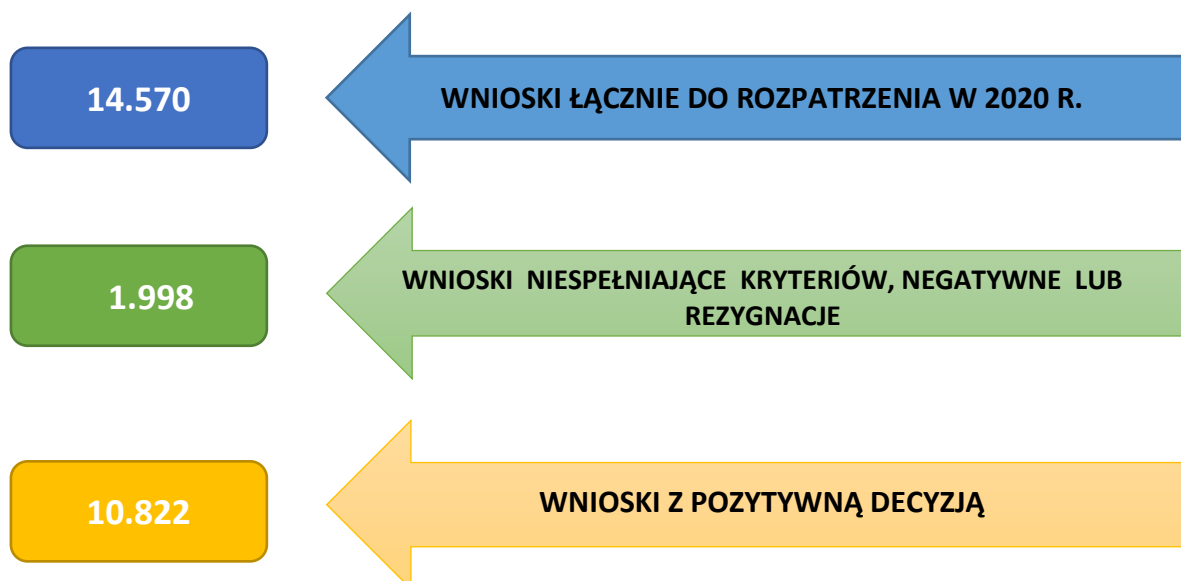 14.570
WNIOSKI ŁĄCZNIE DO ROZPATRZENIA W 2020 R.
1.998
WNIOSKI NIESPEŁNIAJĄCE KRYTERIÓW, NEGATYWNE LUB
REZYGNACJE
10.822
WNIOSKI Z POZYTYWNĄ DECYZJĄ